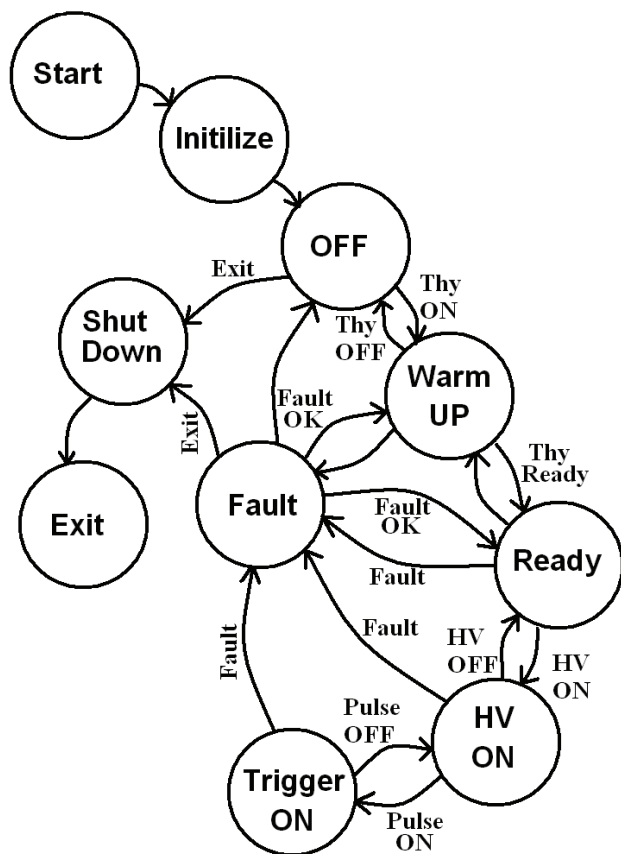 Start
Initilize
OFF
Exit
Thy
ON
Thy
OFF
Shut
Down
Warm
UP
Fault
OK
Exit
Thy
Ready
Exit
Fault
Fault
OK
Ready
Fault
Fault
HV
OFF
HV
ON
Fault
Pulse
OFF
HV
ON
Trigger
ON
Pulse
ON